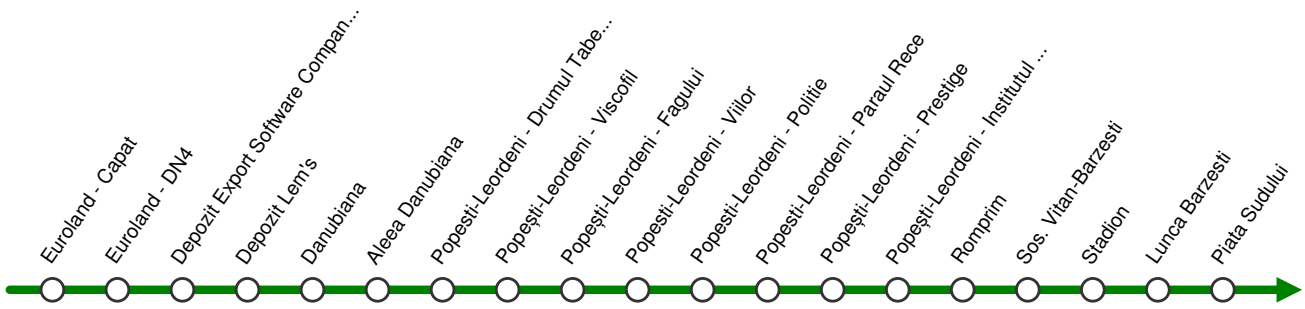 Euroland - Capat
Euroland - DN4
Depozit Export Software Compan...
Depozit Lem's
Danubiana
Aleea Danubiana
Popesti-Leordeni - Drumul Tabe...
Popești-Leordeni - Viscofil
Popești-Leordeni - Fagului
Popesti-Leordeni - Viilor
Popesti-Leordeni - Politie
Popesti-Leordeni - Paraul Rece
Popești-Leordeni - Prestige
Popești-Leordeni - Institutul ...
Romprim
Sos. Vitan-Barzesti
Stadion
Lunca Barzesti
Piata Sudului